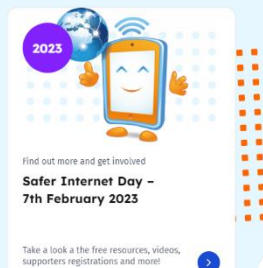 2023
Find out more and get involved
Safer Internet Day –
7th February 2023
Take a look a the free resources, videos,
supporters registrations and more!